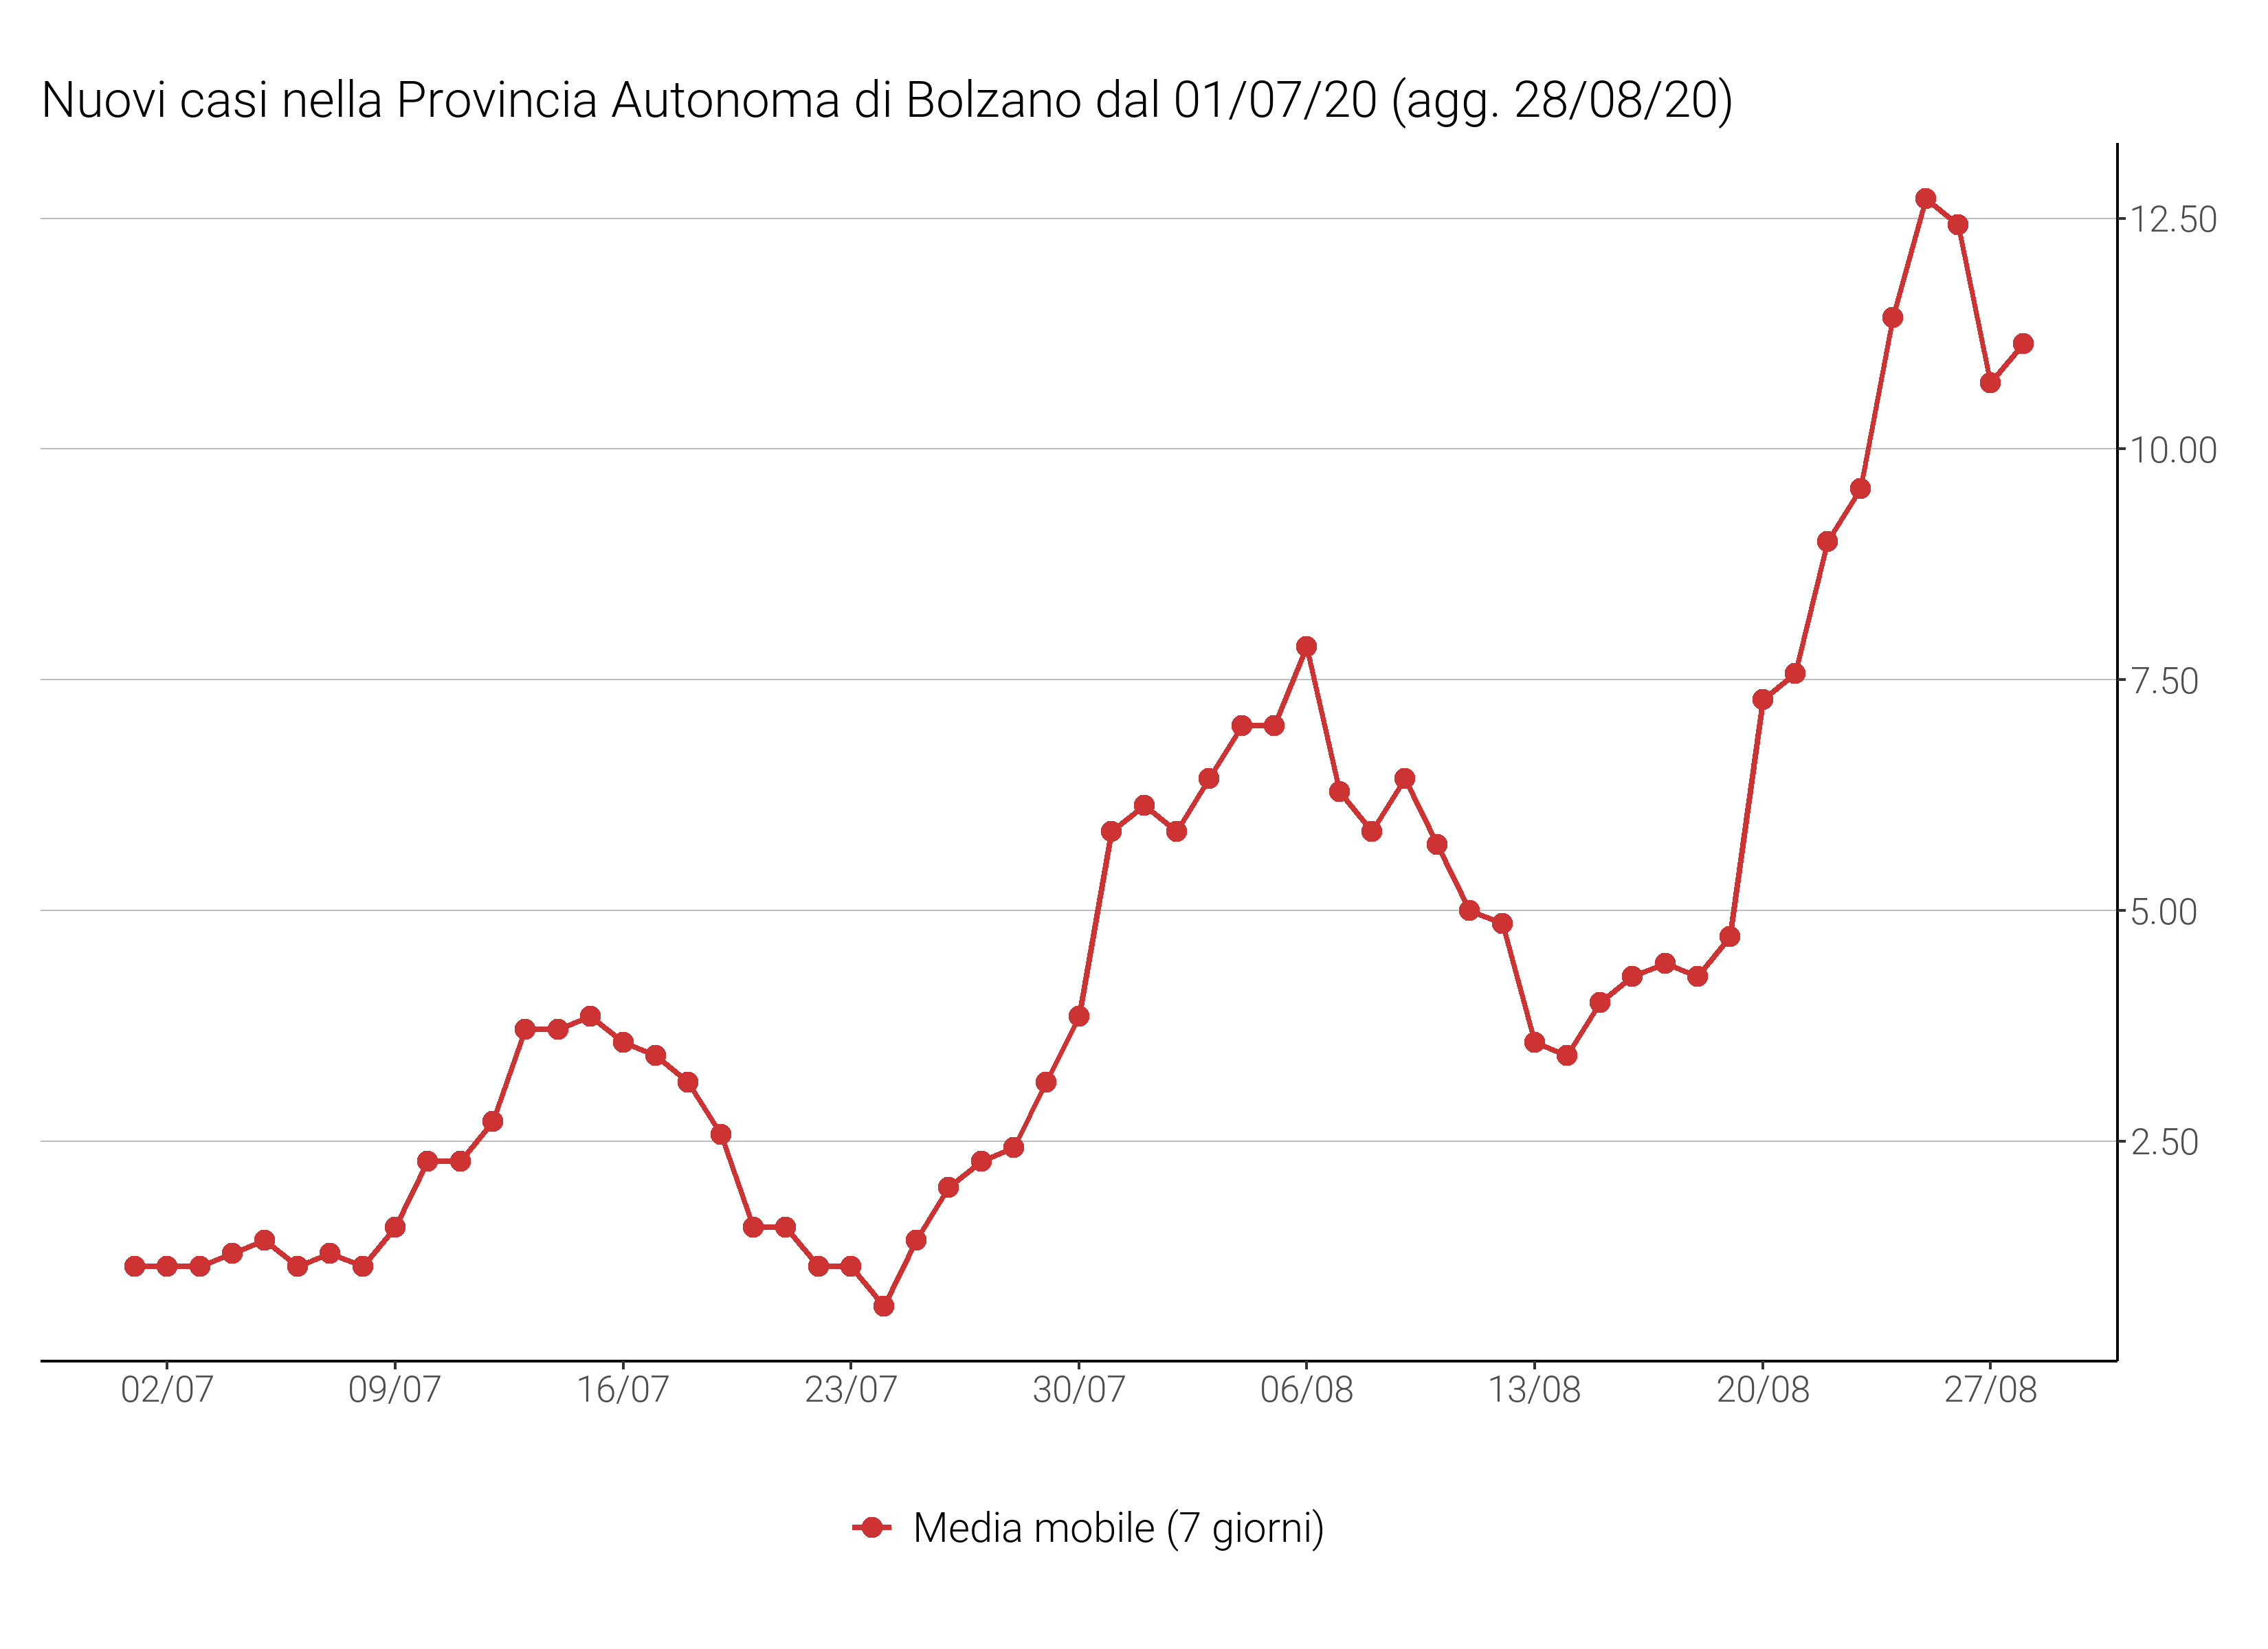 Nuovi casi nella Provincia Autonoma di Bolzano dal 01/07/20 (agg. 28/08/20)
12.50
10.00
7.50
5.00
2.50
02/07 09/07 16/07 23/07 30/07 06/08 13/08 20/08 27/08
Media mobile (7 giorni)